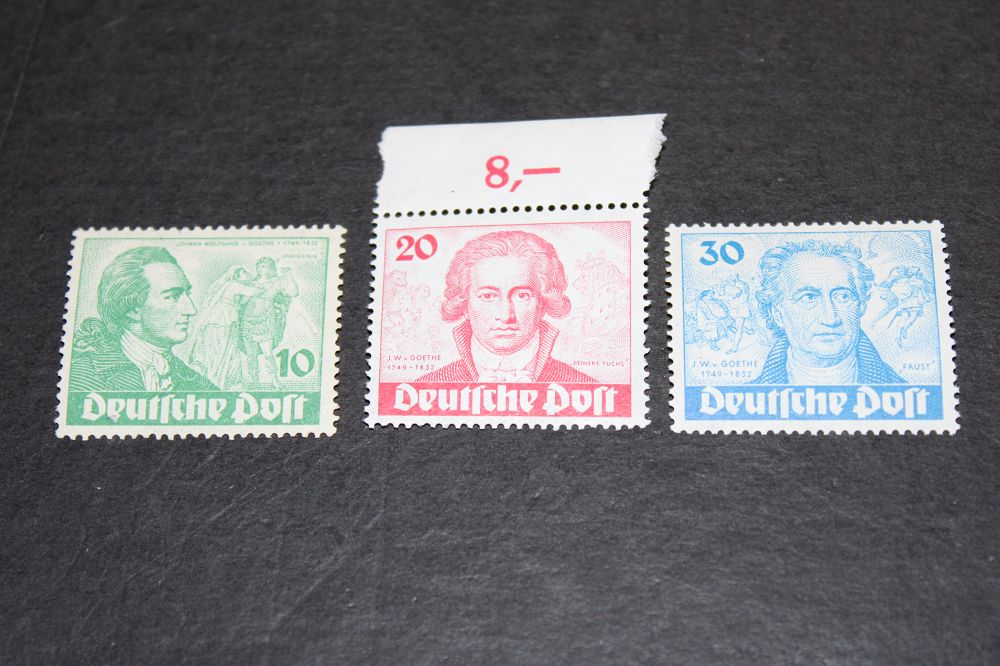 JOHANN WOLFGANG v. GOETHE · 1749-1832
IPHIGENIE
10
Deutsche Post
8,—
20
J.W.v.GOETHE
1749-1832
REINEKE FUCHS
Deutsche Post
30
J.W.v.GOETHE
1749-1832
FAUST
Deutsche Post